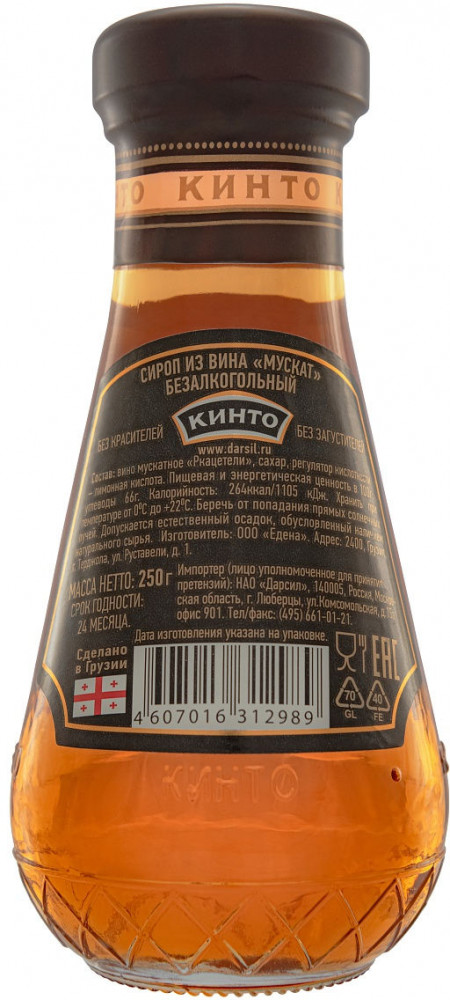 ТО КИНТО КИ
СИРОП ИЗ ВИНА «МУСКАТ»
БЕЗАЛКОГОЛЬНЫЙ
КИНТО
БЕЗ КРАСИТЕЛЕЙ
БЕЗ ЗАГУСТИТЕЛЕЙ
www.darsil.ru
Состав: вино мускатное «Ркацетели», сахар, регулятор кислотности
– лимонная кислота. Пищевая и энергетическая ценность в 100г
углеводы 66г. Калорийность: 264ккал/1105 кДж. Хранить при
температуре от 0°С до +22°С. Беречь от попадания прямых солнечных
лучей. Допускается естественный осадок, обусловленный наличием
натурального сырья. Изготовитель: ООО «Едена». Адрес: 2400, Грузия
г. Терджола, ул. Руставели, д. 1.
МАССА НЕТТО: 250 г
СРОК ГОДНОСТИ:
24 МЕСЯЦА.
Импортер (лицо уполномоченное для принятия
претензий): НАО «Дарсил», 140005, Россия, Москов
ская область, г. Люберцы, ул.Комсомольская, д.
офис 901. Тел/факс: (495) 661-01-21.
Дата изготовления указана на упаковке.
Сделано
в Грузии
4 607016 312989
EAC
70
GL
40
FE
КИНТО